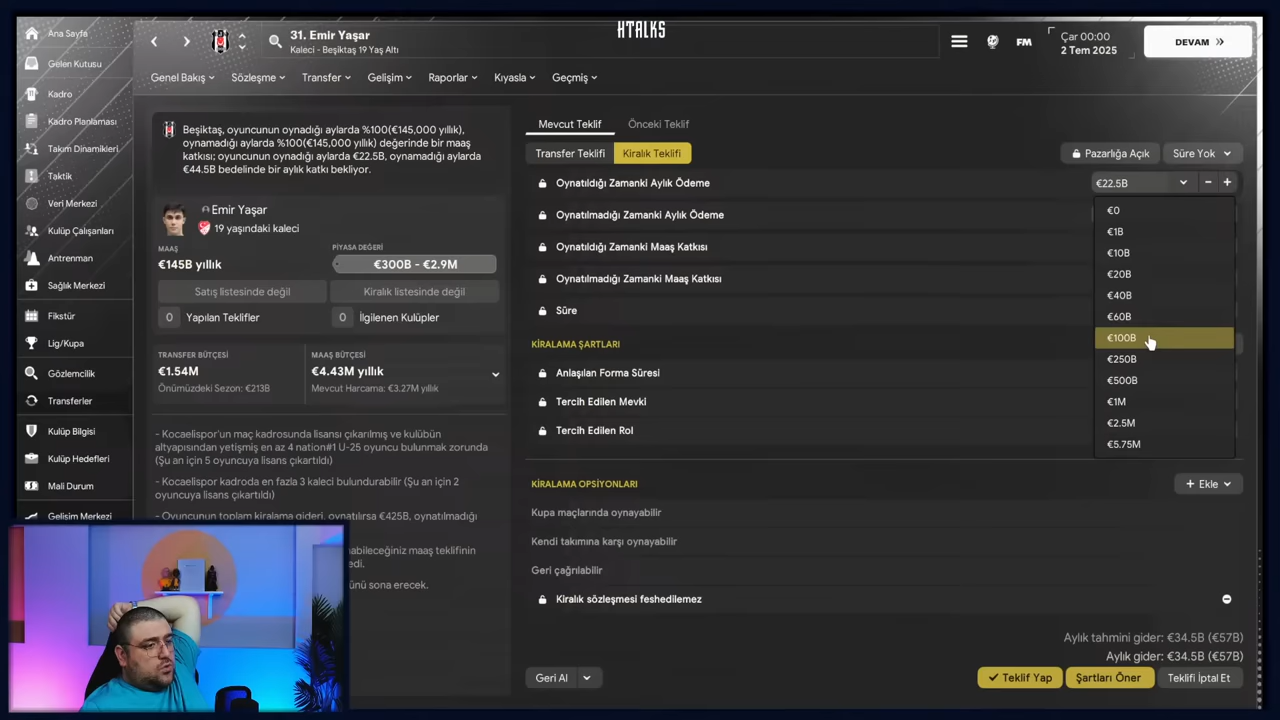 HTALKS
Ana Sayfa
Gelen Kutusu
Kadro
Kadro Planlaması
Takım Dinamikleri
Taktik
Veri Merkezi
Kulüp Çalışanları
Antrenman
Sağlık Merkezi
Fikstür
Lig/Kupa
Gözlemcilik
Transferler
Kulüp Bilgisi
Kulüp Hedefleri
Mali Durum
Gelişim Merkezi
31. Emir Yaşar
Kaleci - Beşiktaş 19 Yaş Altı
FM
Çar 00:00
2 Tem 2025
DEVAM
Genel Bakış
Sözleşme
Transfer
Gelişim
Raporlar
Kıyasla
Geçmiş
Beşiktaş, oyuncunun oynadığı aylarda %100(€145,000 yıllık),
oynamadığı aylarda %100(€145,000 yıllık) değerinde bir maaş
katkısı; oyuncunun oynadığı aylarda €22.5B, oynamadığı aylarda
€44.5B bedelinde bir aylık katkı bekliyor.
Emir Yaşar
19 yaşındaki kaleci
MAAŞ
€145B yıllık
PİYASA DEĞERİ
€300B - €2.9M
Satış listesinde değil
Kiralık listesinde değil
0 Yapılan Teklifler
0 İlgilenen Kulüpler
TRANSFER BÜTÇESİ
€1.54M
Önümüzdeki Sezon: €213B
MAAŞ BÜTÇESİ
€4.43M yıllık
Mevcut Harcama: €3.27M yıllık
- Kocaelispor'un maç kadrosunda lisansı çıkarılmış ve kulübün
altyapısından yetişmiş en az 4 nation#1 U-25 oyuncu bulunmak zorunda
(Şu an için 5 oyuncuya lisans çıkartıldı)
- Kocaelispor kadroda en fazla 3 kaleci bulundurabilir (Şu an için 2
oyuncuya lisans çıkartıldı)
- Oyuncunun toplam kiralama gideri, oynatılırsa €425B, oynatılmadığı
nabileceğiniz maaş teklifinin
edi.
ünü sona erecek.
Mevcut Teklif
Önceki Teklif
Transfer Teklifi
Kiralık Teklifi
Pazarlığa Açık
Süre Yok
Oynatıldığı Zamanki Aylık Ödeme
€22.5B
Oynatılmadığı Zamanki Aylık Ödeme
Oynatıldığı Zamanki Maaş Katkısı
Oynatılmadığı Zamanki Maaş Katkısı
Süre
€0
€1B
€10B
€20B
€40B
€60B
€100B
€250B
€500B
€1M
€2.5M
€5.75M
KİRALAMA ŞARTLARI
Anlaşılan Forma Süresi
Tercih Edilen Mevki
Tercih Edilen Rol
KİRALAMA OPSİYONLARI
+ Ekle
Kupa maçlarında oynayabilir
Kendi takımına karşı oynayabilir
Geri çağrılabilir
Kiralık sözleşmesi feshedilemez
Aylık tahmini gider: €34.5B (€57B)
Aylık gider: €34.5B (€57B)
Geri Al
Teklif Yap
Şartları Öner
Teklifi İptal Et